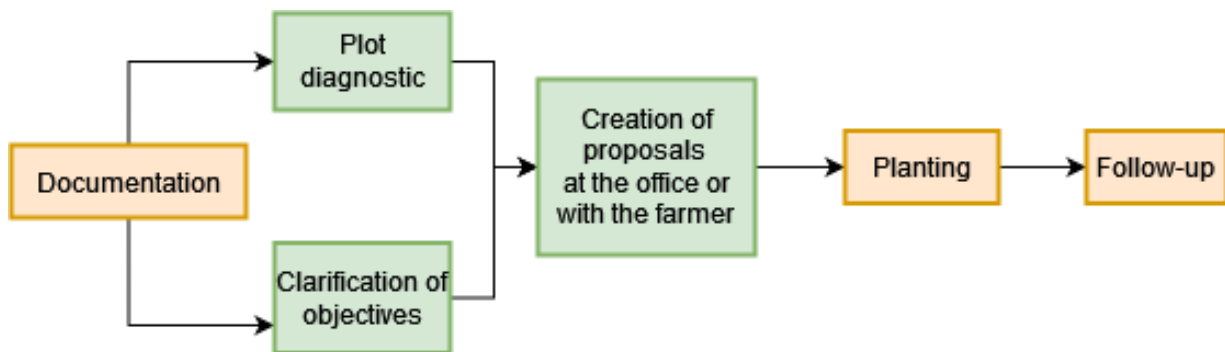 Plot
diagnostic
Documentation
Clarification of
objectives
Creation of
proposals
at the office or
with the farmer
Planting
Follow-up